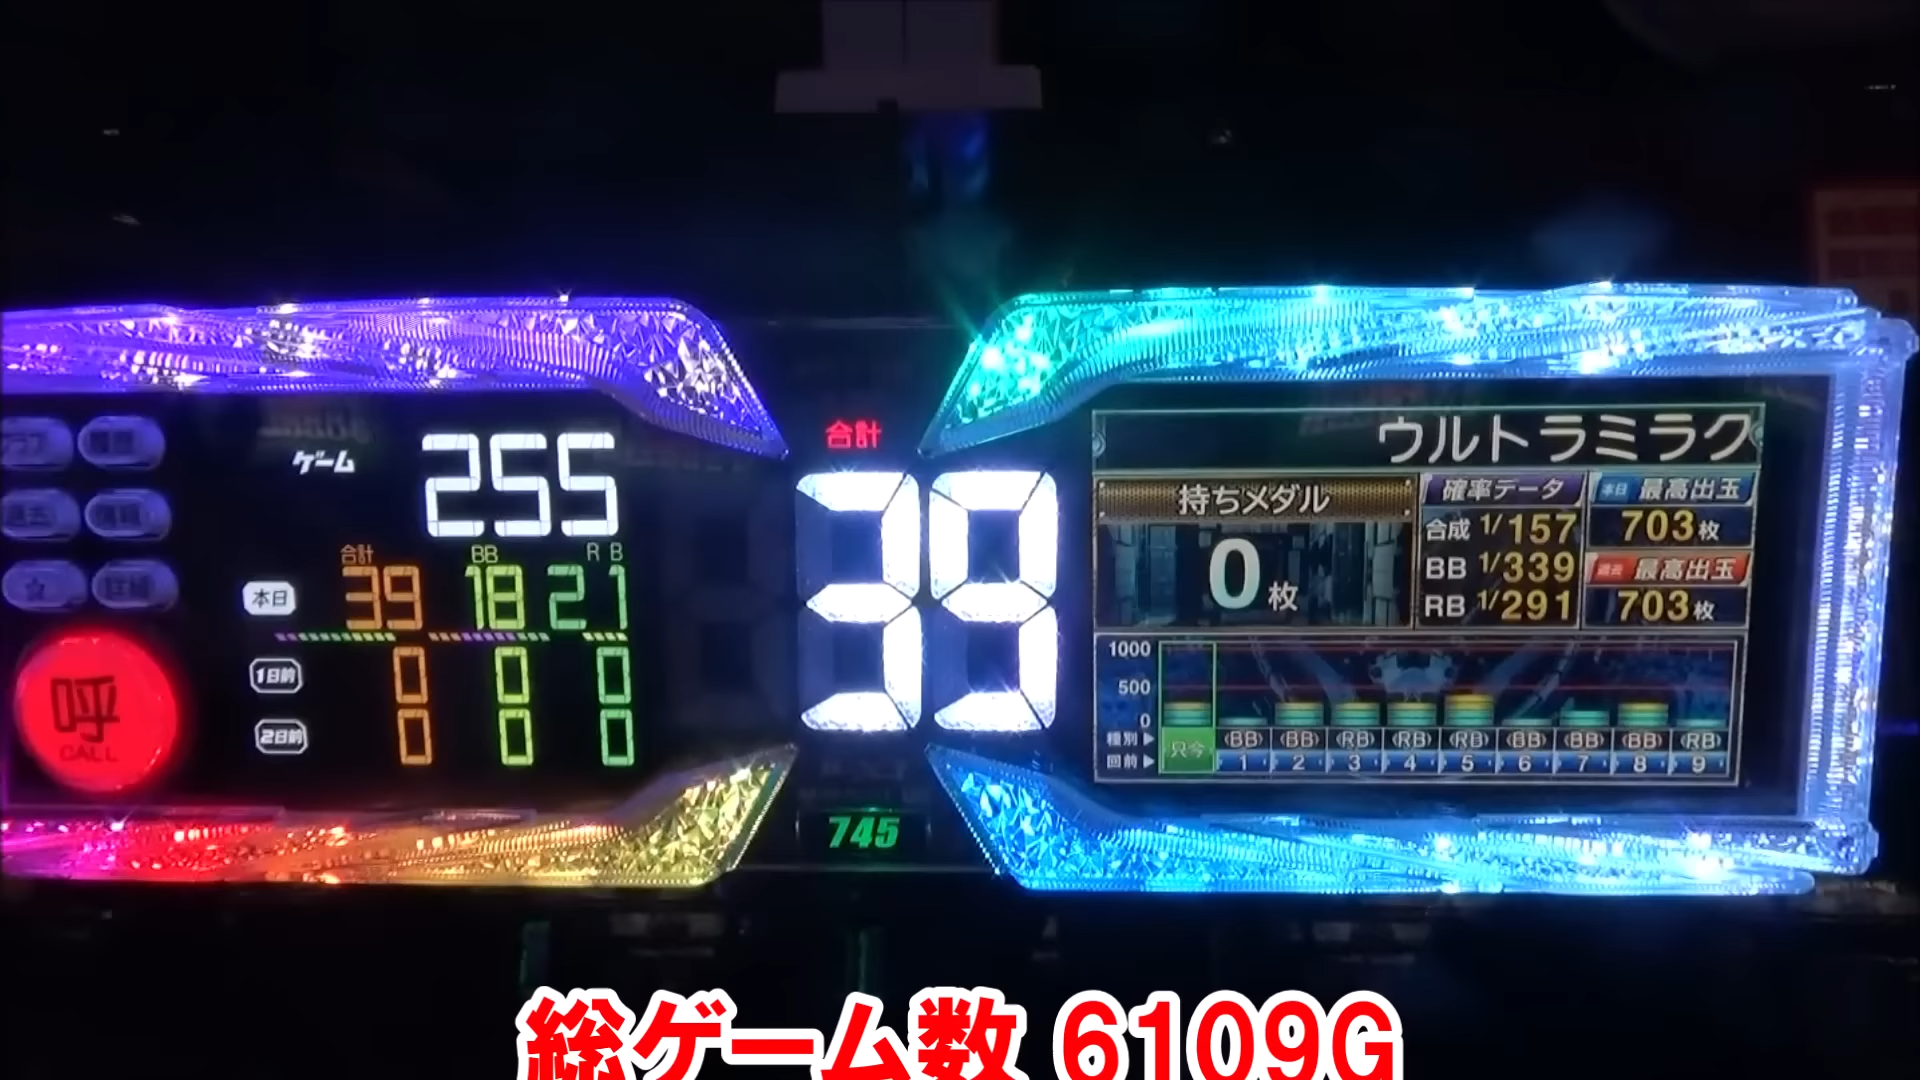 ゲーム 255
合計 BB RB
本日 39 18 21
1日前 0 0 0
2日前 0 0 0
呼
CALL
合計
39
745
ウルトラミラク
持ちメダル
0枚
確率データ
合成 1/157
BB 1/339
RB 1/291
本日 最高出玉
703枚
過去 最高出玉
703枚
1000
500
0
種別▶ 只今 BB BB RB RB RB BB BB BB RB
回前▶ 1 2 3 4 5 6 7 8 9
総ゲーム数 6109G